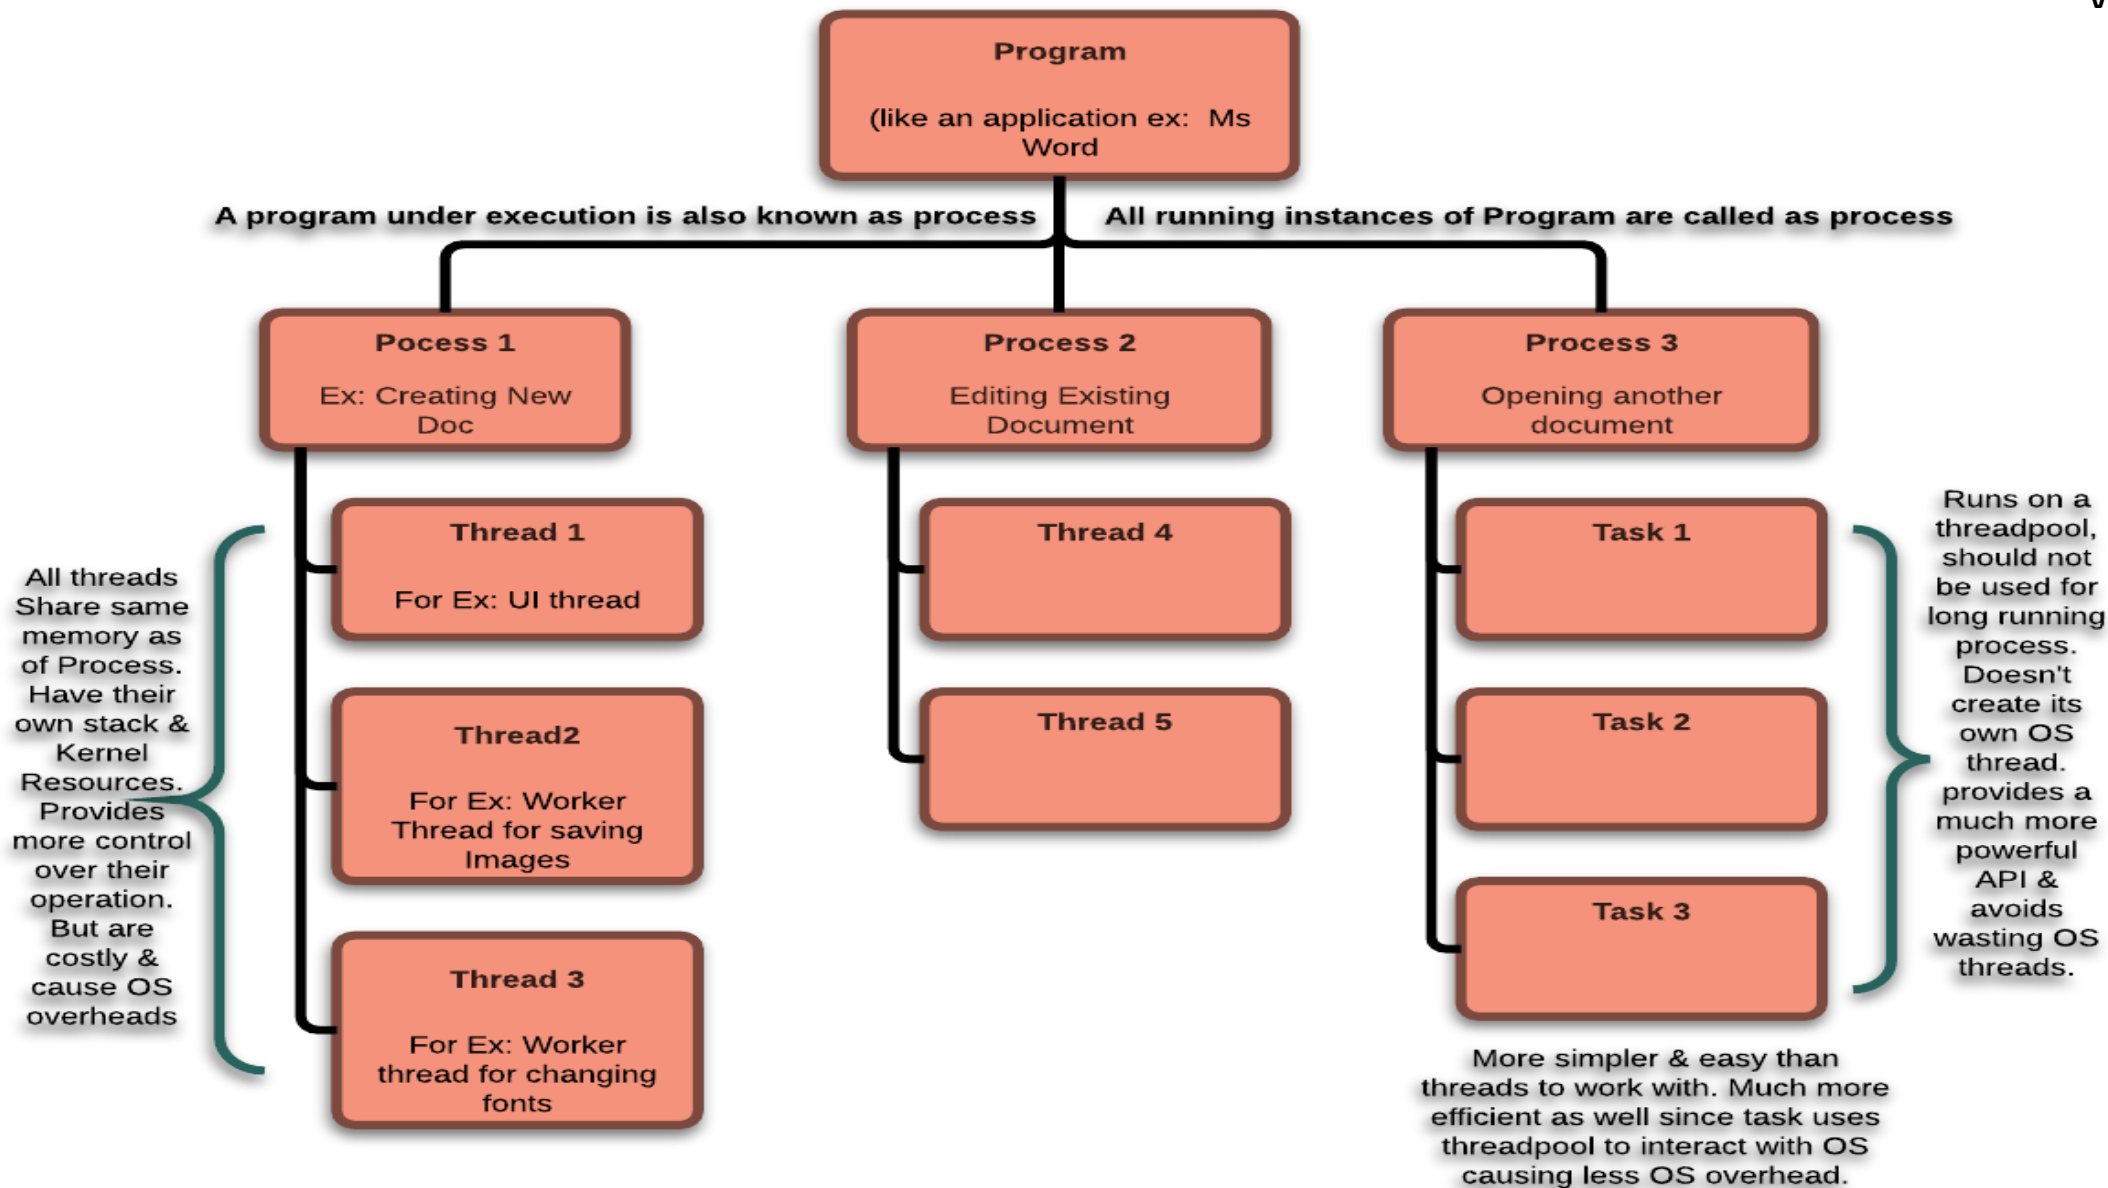 Program
(like an application ex:  Ms
Word
A program under execution is also known as process
All running instances of Program are called as process
Pocess 1
Ex: Creating New
Doc
Process 2
Editing Existing
Document
Process 3
Opening another
document
All threads
Share same
memory as
of Process.
Have their
own stack &
Kernel
Resources.
Provides
more control
over their
operation.
But are
costly &
cause OS
overheads
Thread 1
For Ex: UI thread
Thread2
For Ex: Worker
Thread for saving
Images
Thread 3
For Ex: Worker
thread for changing
fonts
Thread 4
Thread 5
Task 1
Task 2
Task 3
Runs on a
threadpool,
should not
be used for
long running
process.
Doesn't
create its
own OS
thread.
provides a
much more
powerful
API &
avoids
wasting OS
threads.
More simpler & easy than
threads to work with. Much more
efficient as well since task uses
threadpool to interact with OS
causing less OS overhead.